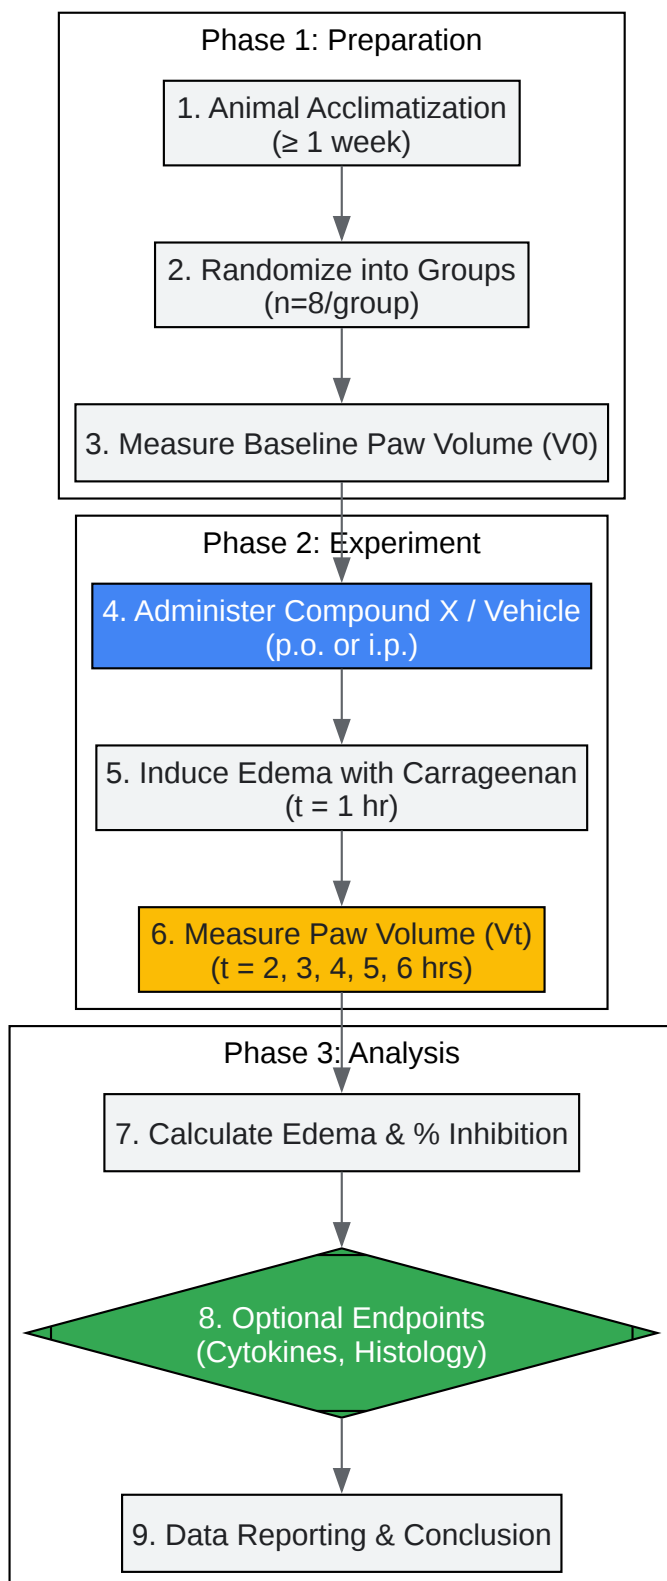 Phase 1: Preparation
1. Animal Acclimatization
(≥ 1 week)
2. Randomize into Groups
(n=8/group)
3. Measure Baseline Paw Volume (V0)
Phase 2: Experiment
4. Administer Compound X / Vehicle
(p.o. or i.p.)
5. Induce Edema with Carrageenan
(t = 1 hr)
6. Measure Paw Volume (Vt)
(t = 2, 3, 4, 5, 6 hrs)
Phase 3: Analysis
7. Calculate Edema & % Inhibition
8. Optional Endpoints
(Cytokines, Histology)
9. Data Reporting & Conclusion